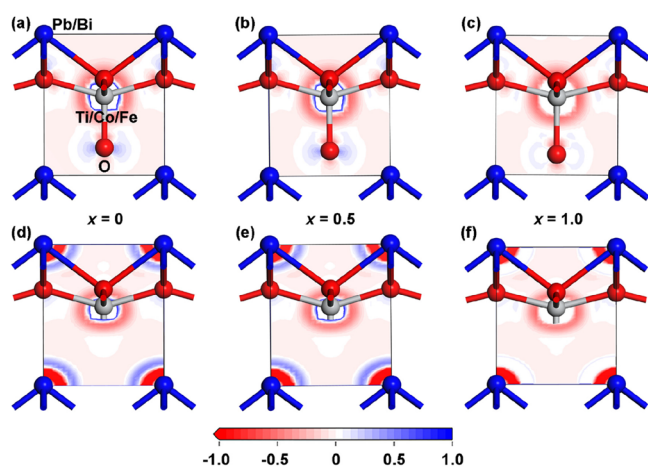 (a) (b) (c)
Pb/Bi
Ti/Co/Fe
O
x = 0 x = 0.5 x = 1.0
(d) (e) (f)
-1.0 -0.5 0 0.5 1.0